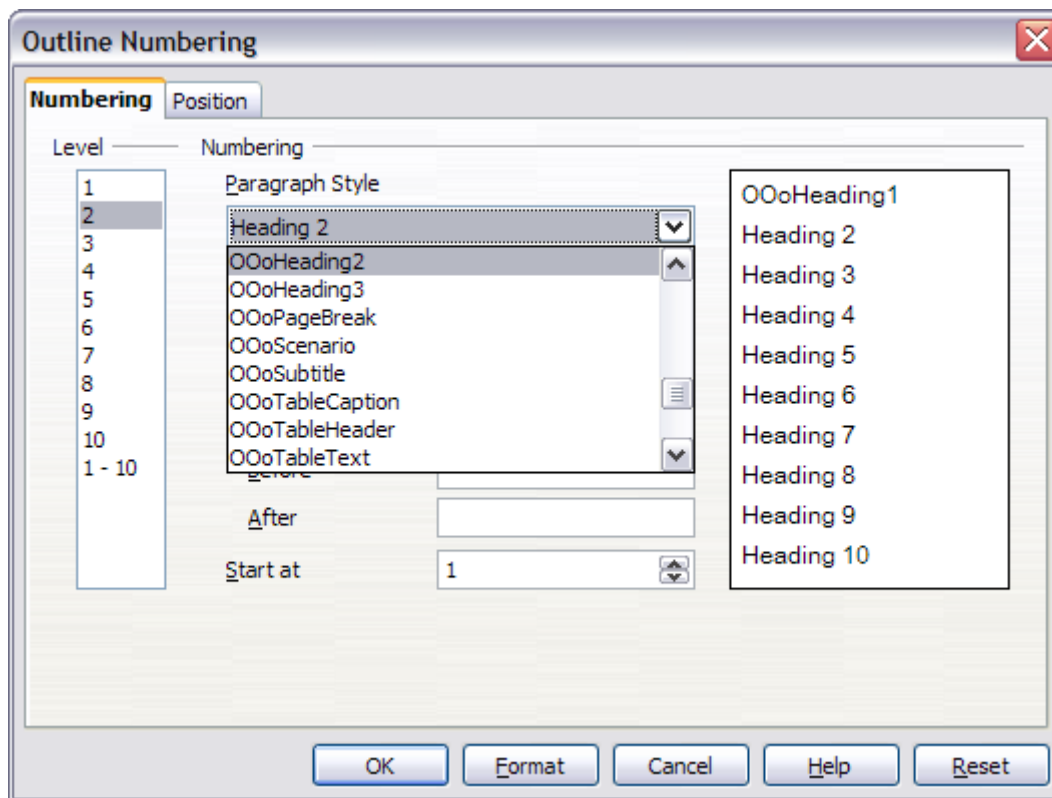 Outline Numbering
Numbering Position
Level Numbering
1
2
3
4
5
6
7
8
9
10
1 - 10
Paragraph Style
Heading 2
OOoHeading2
OOoHeading3
OOoPageBreak
OOoScenario
OOoSubtitle
OOoTableCaption
OOoTableHeader
OOoTableText
Before
After
Start at 1
OOoHeading1
Heading 2
Heading 3
Heading 4
Heading 5
Heading 6
Heading 7
Heading 8
Heading 9
Heading 10
OK Format Cancel Help Reset